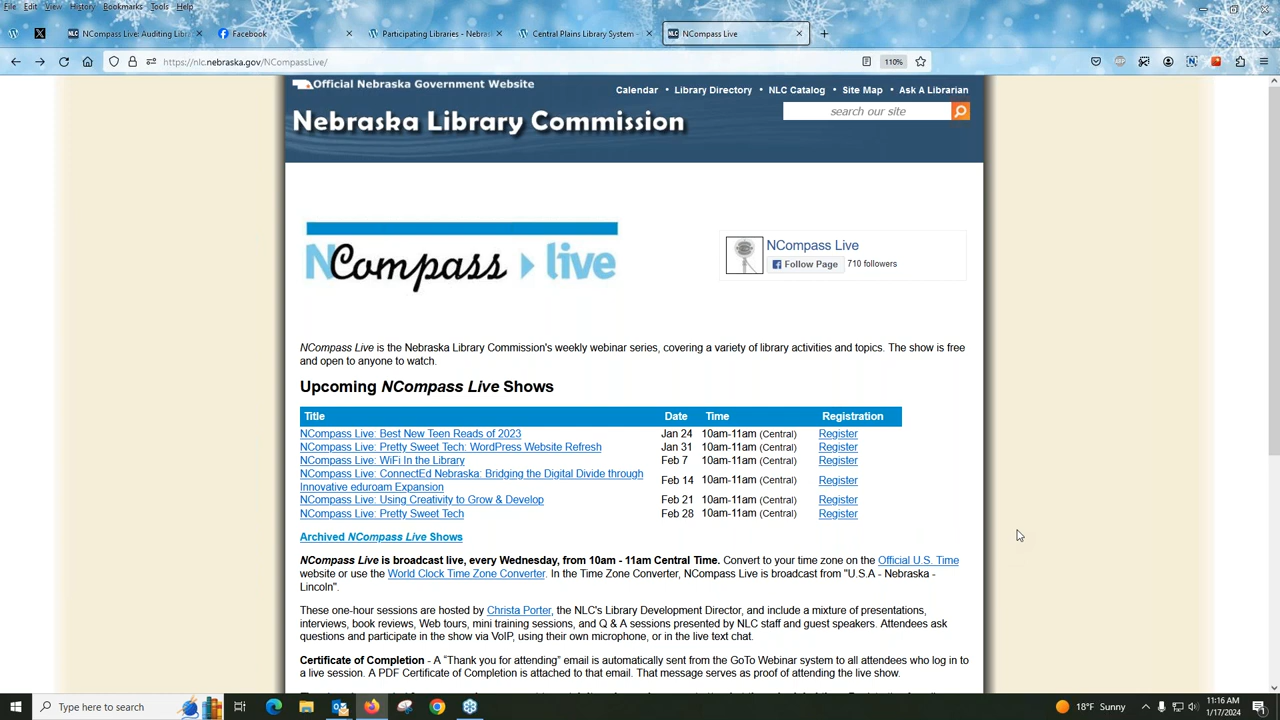 File Edit View History Bookmarks Tools Help
NCompass Live: Auditing Libr
Facebook
Participating Libraries - Nebras
Central Plains Library System -
NCompass Live
https://nlc.nebraska.gov/NCompassLive/
110%
Official Nebraska Government Website
Calendar • Library Directory • NLC Catalog • Site Map • Ask A Librarian
search our site
Nebraska Library Commission
NCompass live
NCompass Live
Follow Page
710 followers
NCompass Live is the Nebraska Library Commission's weekly webinar series, covering a variety of library activities and topics. The show is free
and open to anyone to watch.
Upcoming NCompass Live Shows
Title Date Time Registration
NCompass Live: Best New Teen Reads of 2023 Jan 24 10am-11am (Central) Register
NCompass Live: Pretty Sweet Tech: WordPress Website Refresh Jan 31 10am-11am (Central) Register
NCompass Live: WiFi In the Library Feb 7 10am-11am (Central) Register
NCompass Live: ConnectEd Nebraska: Bridging the Digital Divide through
Innovative eduroam Expansion Feb 14 10am-11am (Central) Register
NCompass Live: Using Creativity to Grow & Develop Feb 21 10am-11am (Central) Register
NCompass Live: Pretty Sweet Tech Feb 28 10am-11am (Central) Register
Archived NCompass Live Shows
NCompass Live is broadcast live, every Wednesday, from 10am - 11am Central Time. Convert to your time zone on the Official U.S. Time
website or use the World Clock Time Zone Converter. In the Time Zone Converter, NCompass Live is broadcast from "U.S.A - Nebraska -
Lincoln".
These one-hour sessions are hosted by Christa Porter, the NLC's Library Development Director, and include a mixture of presentations,
interviews, book reviews, Web tours, mini training sessions, and Q & A sessions presented by NLC staff and guest speakers. Attendees ask
questions and participate in the show via VoIP, using their own microphone, or in the live text chat.
Certificate of Completion - A "Thank you for attending" email is automatically sent from the GoTo Webinar system to all attendees who log in to
a live session. A PDF Certificate of Completion is attached to that email. That message serves as proof of attending the live show.
Type here to search
18°F Sunny
11:16 AM
1/17/2024